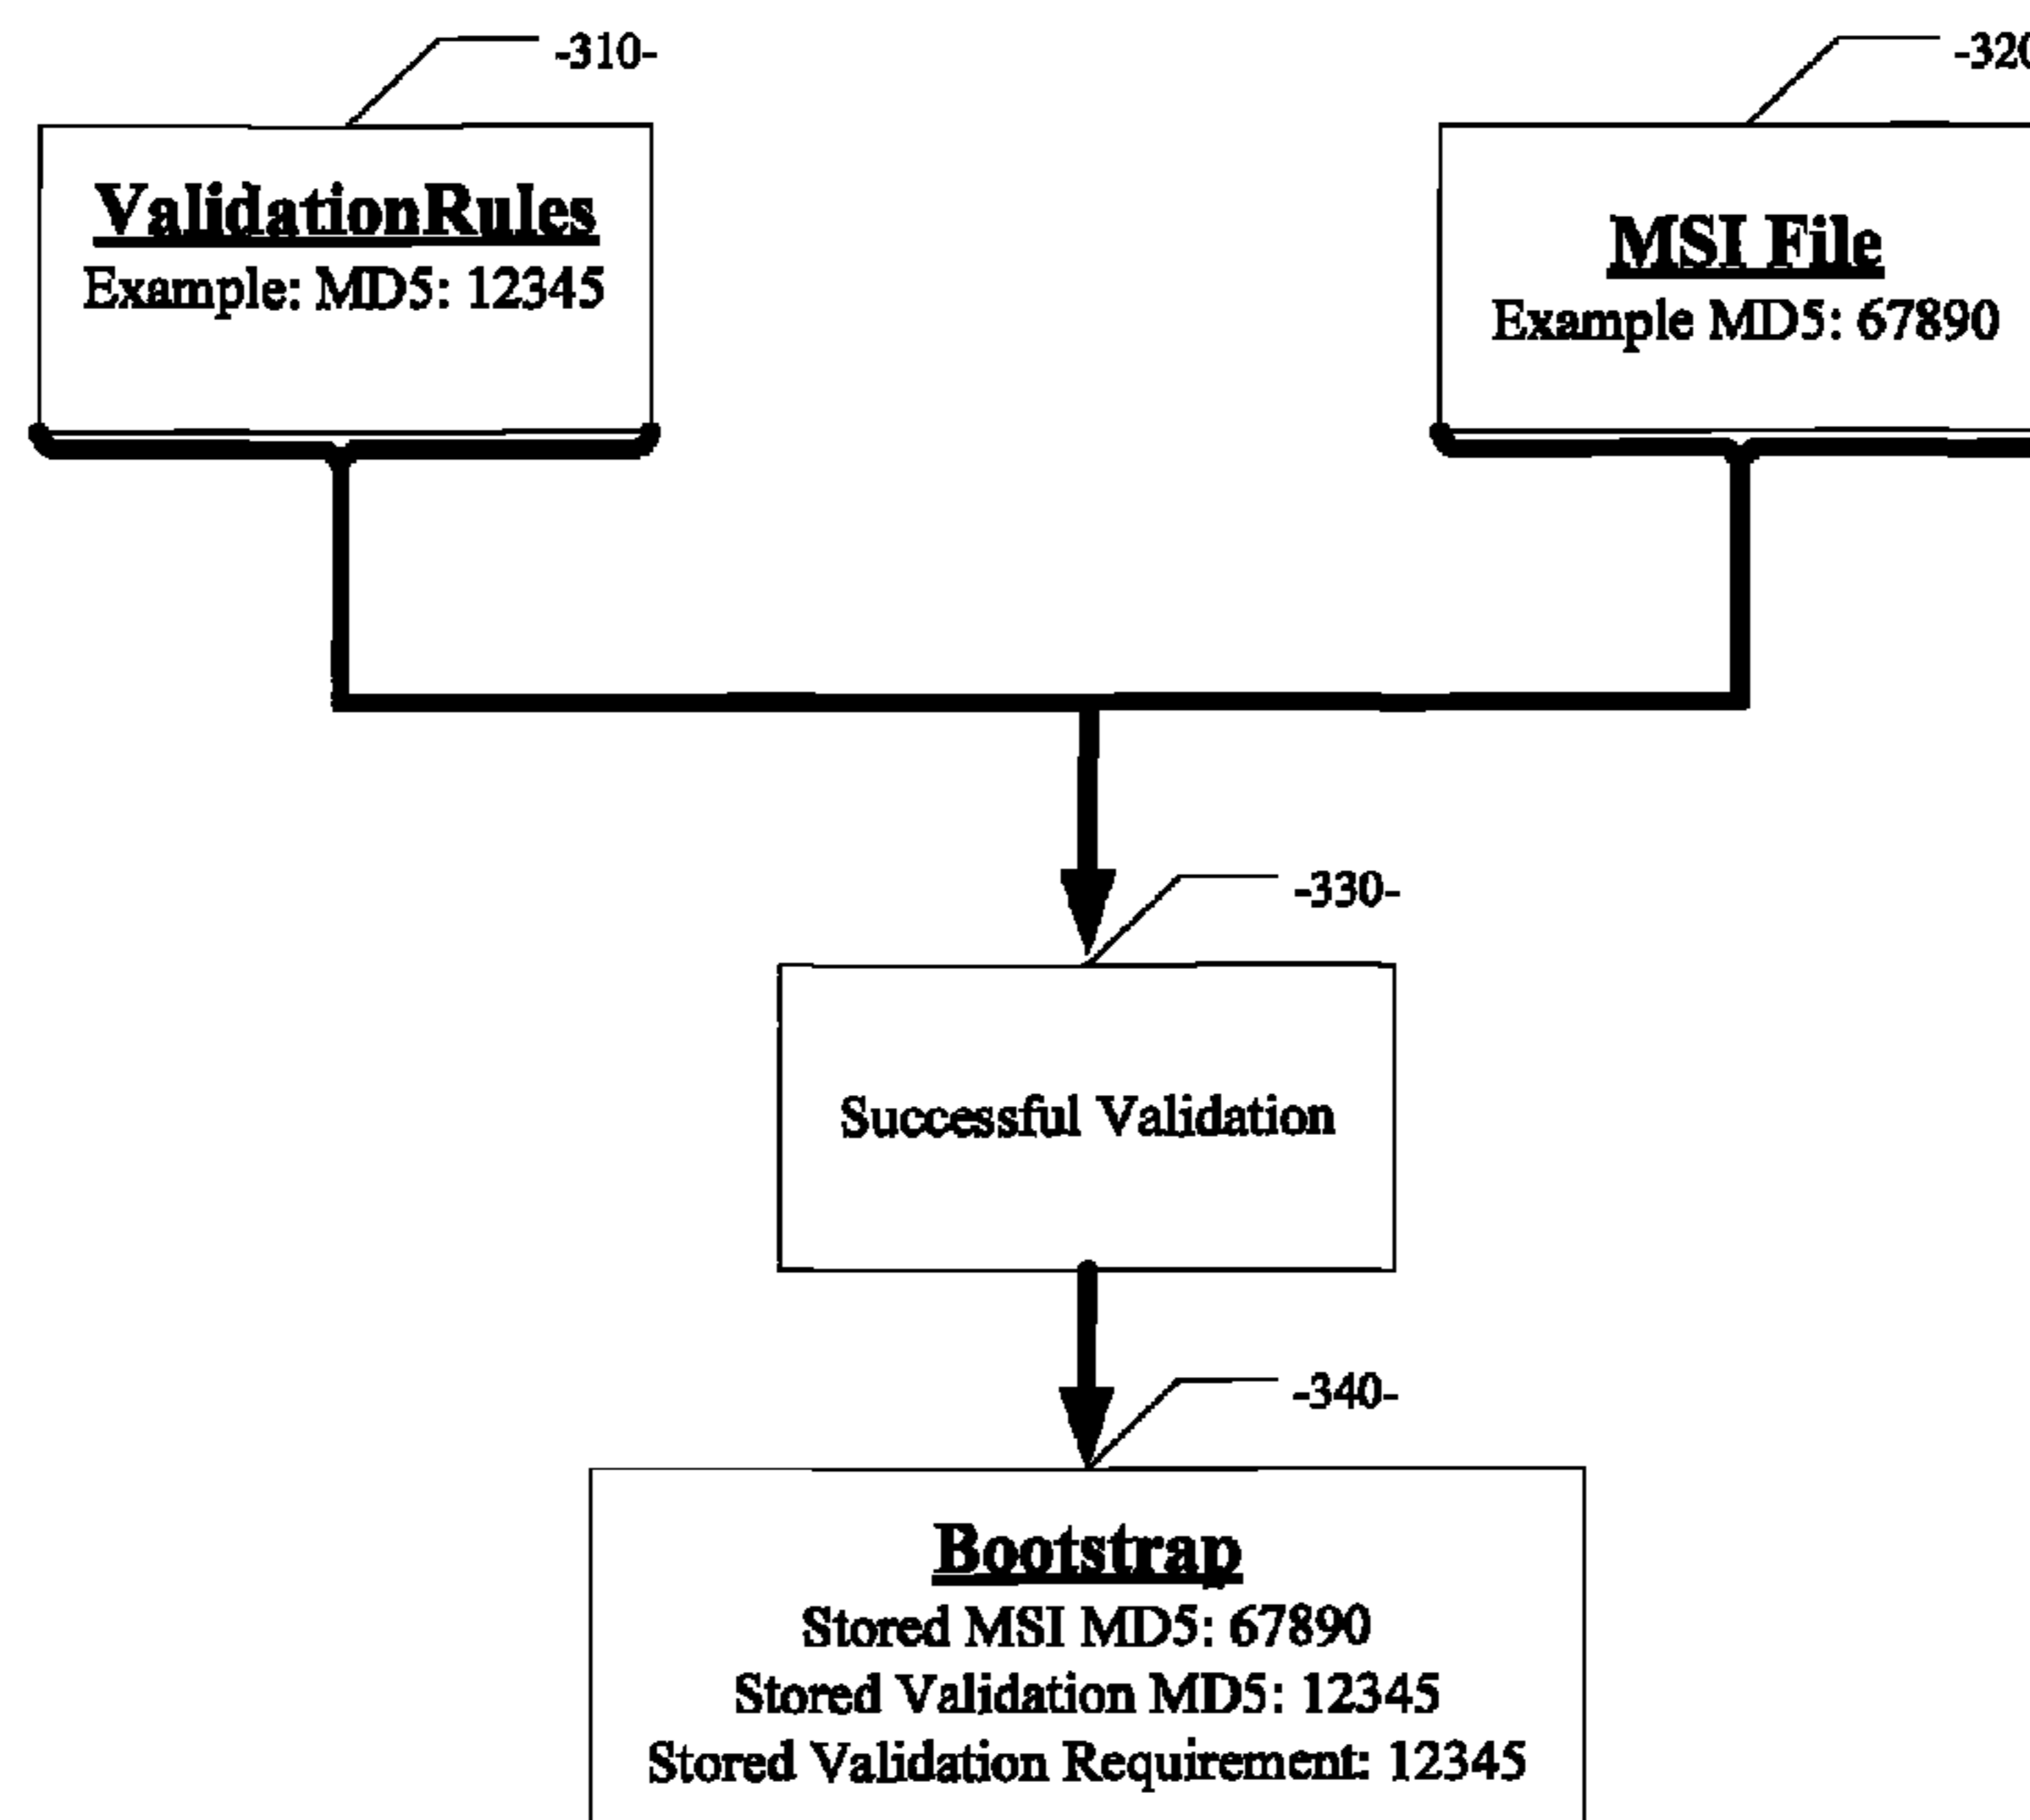 -310-
-320
ValidationRules
Example: MD5: 12345
MSI File
Example MD5: 67890
-330-
Successful Validation
-340-
Bootstrap
Stored MSI MD5: 67890
Stored Validation MD5: 12345
Stored Validation Requirement: 12345